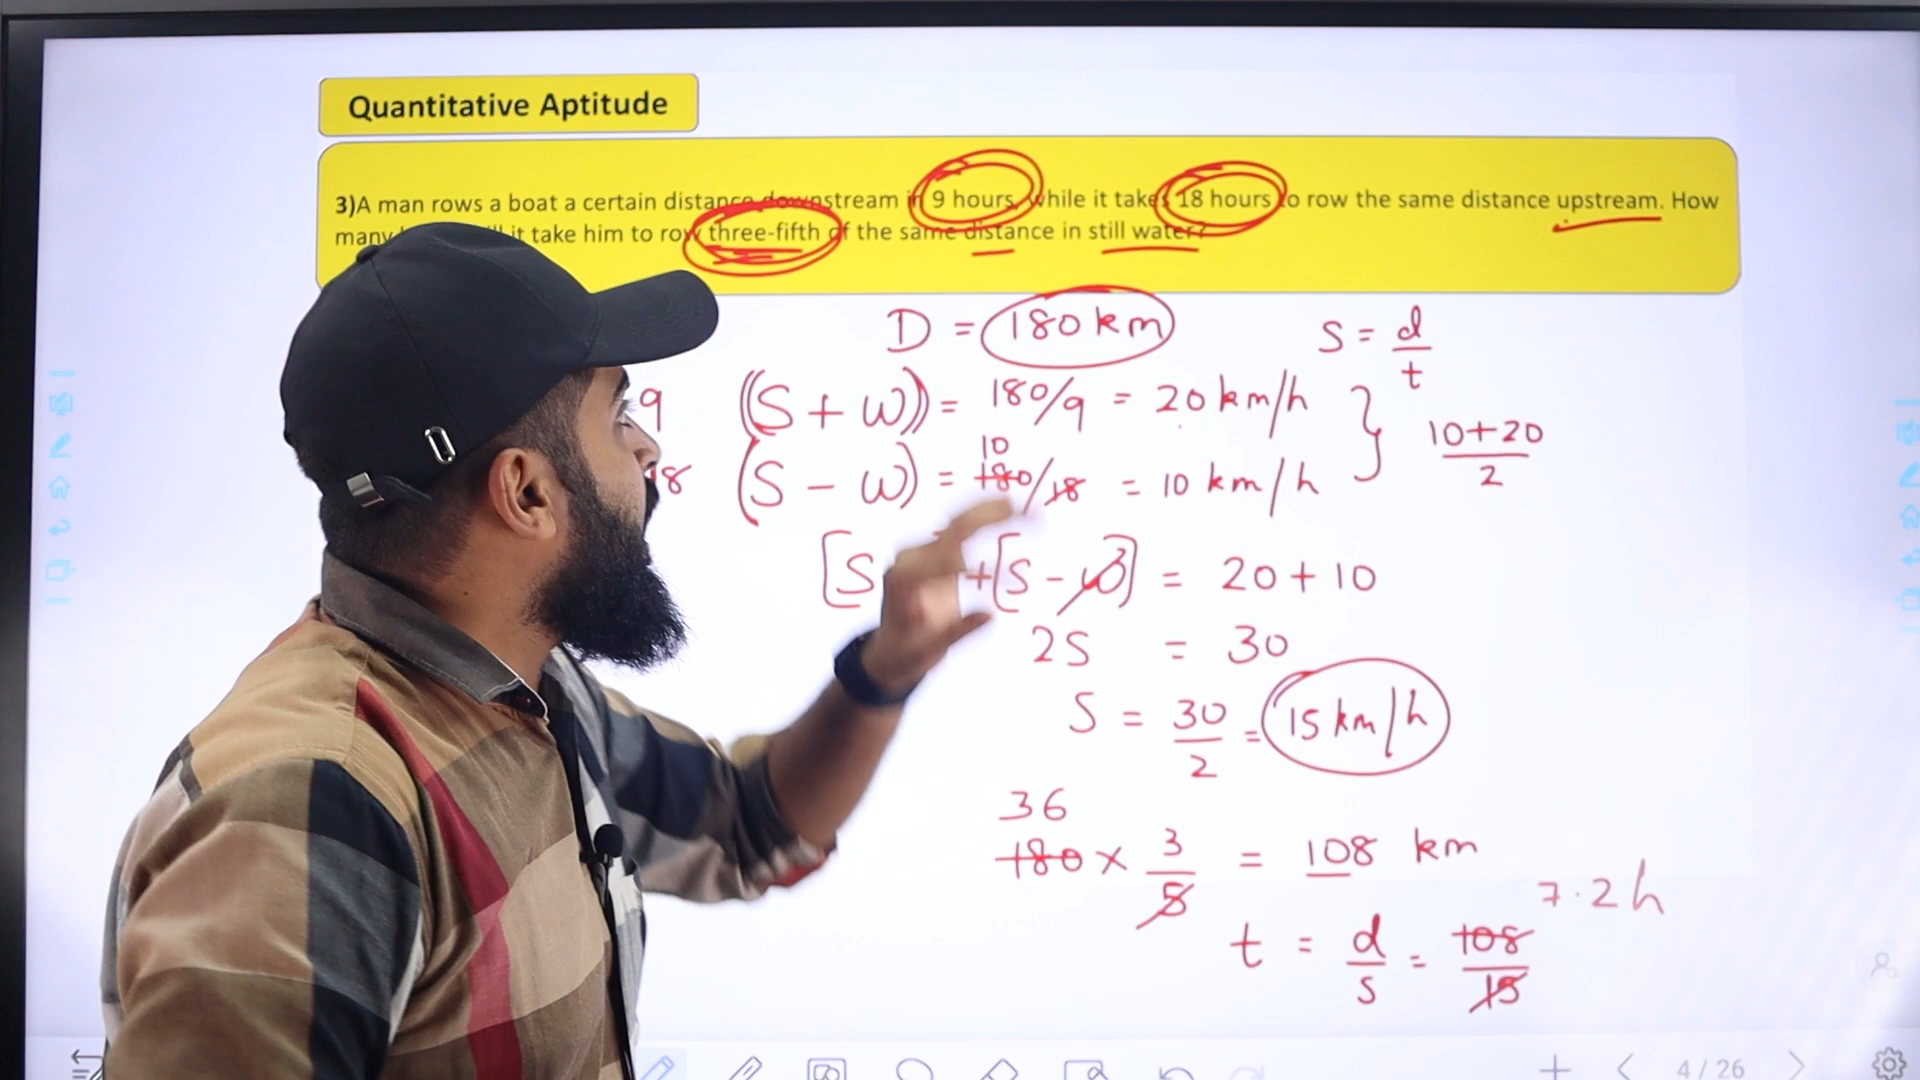 Quantitative Aptitude
3)A man rows a boat a certain distance downstream in 9 hours, while it takes 18 hours to row the same distance upstream. How
many it take him to row three-fifth of the same distance in still water?
D = 180 km
S = d/t
9 (S + W) = 180/9 = 20 km/h
10
18 (S - W) = 180/18 = 10 km/h
10+20/2
[S + [S - W] = 20 + 10
2S = 30
S = 30/2 = 15 km/h
36
180 × 3/5 = 108 km
7.2 h
t = d/s = 108/15
4 / 26